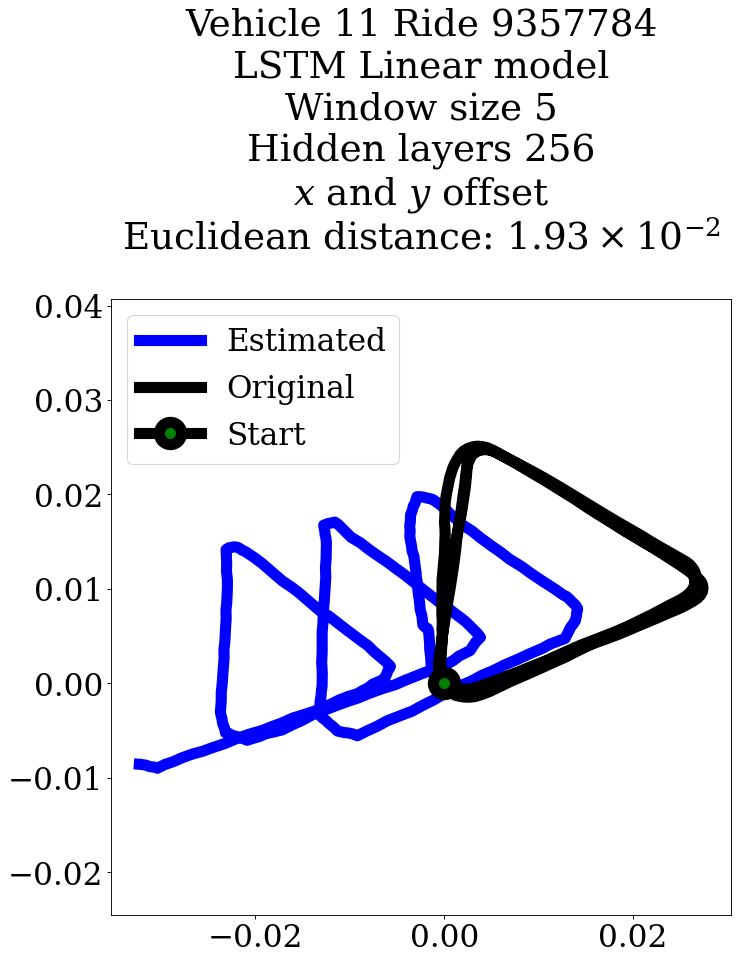 Vehicle 11 Ride 9357784
LSTM Linear model
Window size 5
Hidden layers 256
x and y offset
Euclidean distance: 1.93 × 10⁻²
Estimated
Original
Start
0.04
0.03
0.02
0.01
0.00
−0.01
−0.02
−0.02 0.00 0.02